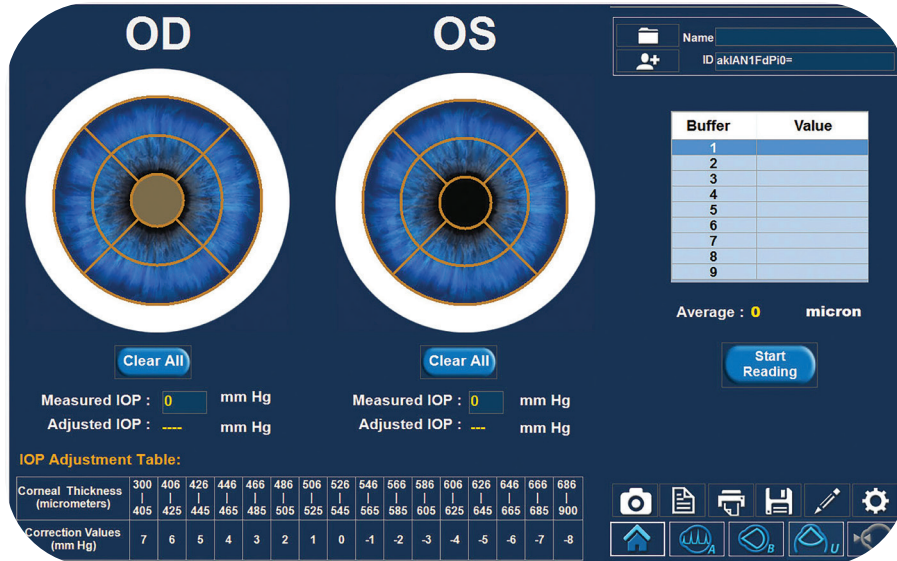 OD
OS
Name
ID akIAN1FdPi0=
Buffer Value
1
2
3
4
5
6
7
8
9
Average : 0 micron
Start
Reading
Clear All
Clear All
Measured IOP : 0 mm Hg
Adjusted IOP : ---- mm Hg
Measured IOP : 0 mm Hg
Adjusted IOP : --- mm Hg
IOP Adjustment Table:
Corneal Thickness
(micrometers)
300 406 426 446 466 486 506 526 546 566 586 606 626 646 666 686
| | | | | | | | | | | | | | | |
405 425 445 465 485 505 525 545 565 585 605 625 645 665 685 900
Correction Values
(mm Hg)
7 6 5 4 3 2 1 0 -1 -2 -3 -4 -5 -6 -7 -8
A
B
U